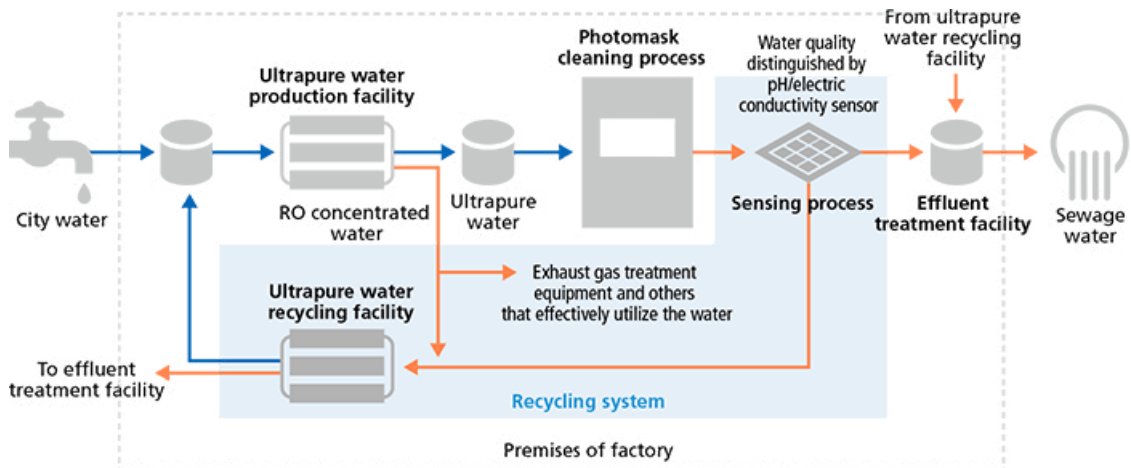 City water
Ultrapure water
production facility
RO concentrated
water
Ultrapure
water
Photomask
cleaning process
Water quality
distinguished by
pH/electric
conductivity sensor
Sensing process
From ultrapure
water recycling
facility
Effluent
treatment facility
Sewage
water
Exhaust gas treatment
equipment and others
that effectively utilize the water
Ultrapure water
recycling facility
To effluent
treatment facility
Recycling system
Premises of factory